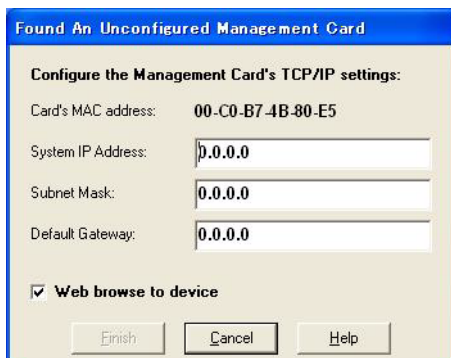 Found An Unconfigured Management Card
Configure the Management Card's TCP/IP settings:
Card's MAC address: 00-C0-B7-4B-80-E5
System IP Address: 0.0.0.0
Subnet Mask: 0.0.0.0
Default Gateway: 0.0.0.0
Web browse to device
Finish Cancel Help